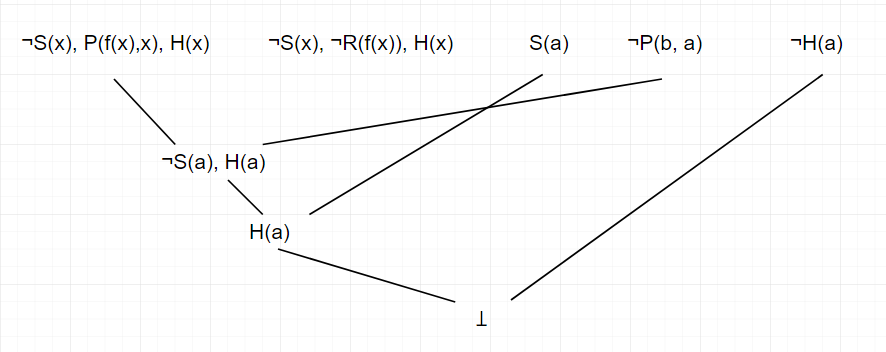 ¬S(x), P(f(x),x), H(x) ¬S(x), ¬R(f(x)), H(x) S(a) ¬P(b, a) ¬H(a)
¬S(a), H(a)
H(a)
⊥